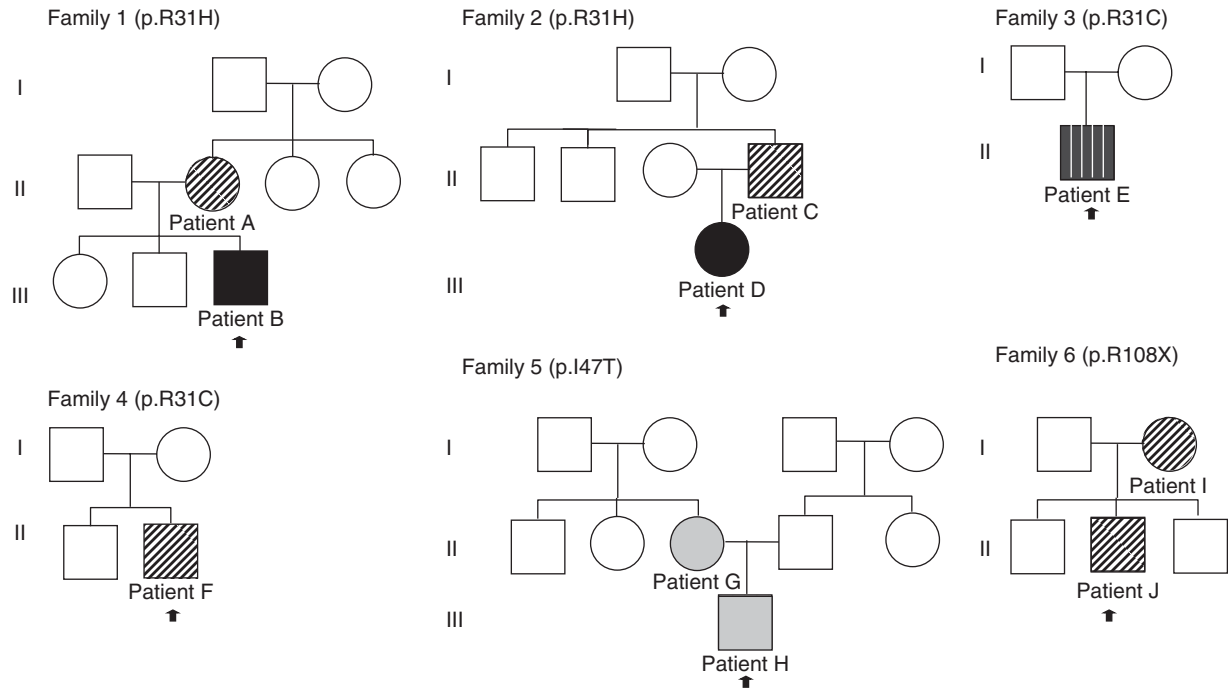 Family 1 (p.R31H)
I
II
Patient A
III
Patient B
Family 2 (p.R31H)
I
II
Patient C
III
Patient D
Family 3 (p.R31C)
I
II
Patient E
Family 4 (p.R31C)
I
II
Patient F
Family 5 (p.I47T)
I
II
Patient G
III
Patient H
Family 6 (p.R108X)
I
Patient I
II
Patient J